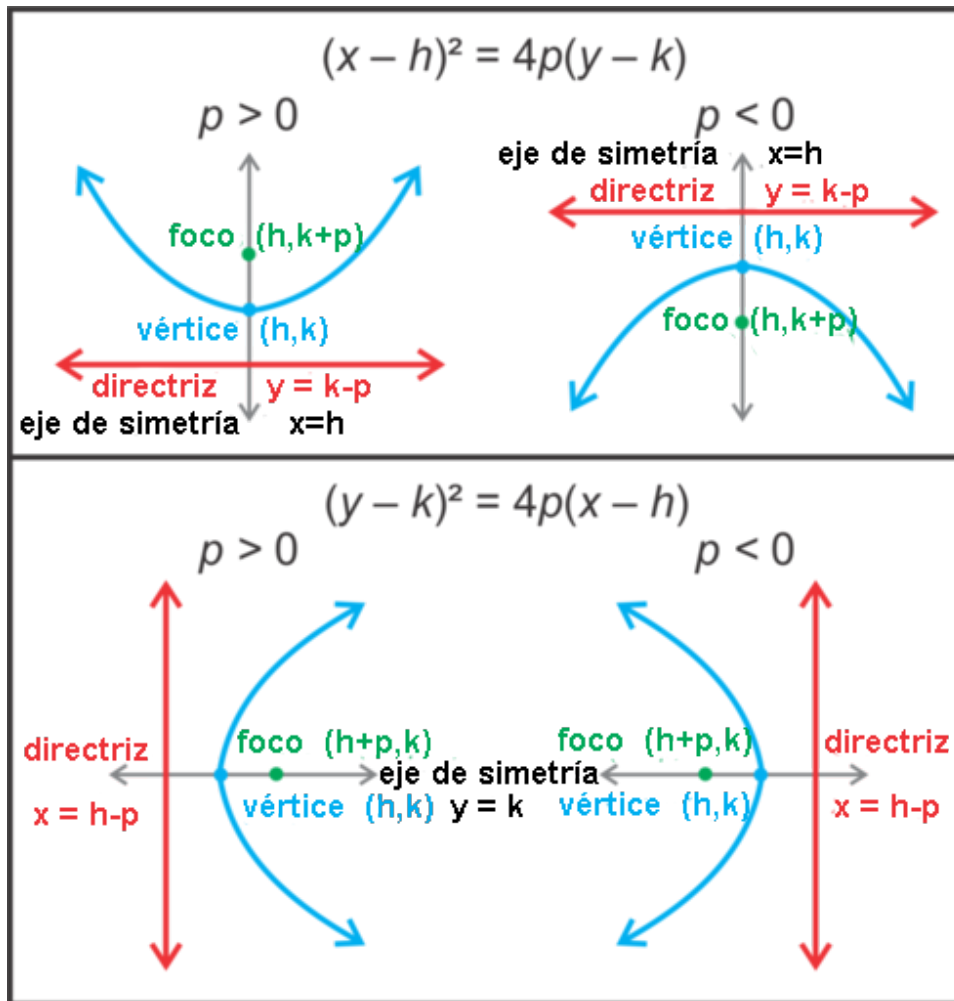 (x – h)² = 4p(y – k)
p > 0
foco (h,k+p)
vértice (h,k)
directriz y = k-p
eje de simetría x=h
p < 0
eje de simetría x=h
directriz y = k-p
vértice (h,k)
foco (h,k+p)
(y – k)² = 4p(x – h)
p > 0
p < 0
directriz
x = h-p
foco (h+p,k)
vértice (h,k)
eje de simetría
y = k
foco (h+p,k)
vértice (h,k)
directriz
x = h-p